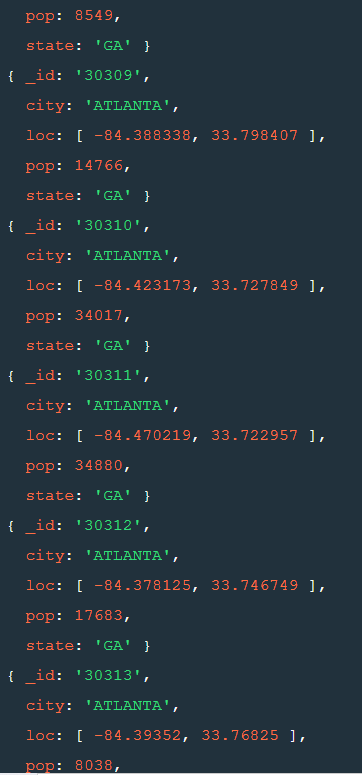 pop: 8549,
state: 'GA' }
{ _id: '30309',
city: 'ATLANTA',
loc: [ -84.388338, 33.798407 ],
pop: 14766,
state: 'GA' }
{ _id: '30310',
city: 'ATLANTA',
loc: [ -84.423173, 33.727849 ],
pop: 34017,
state: 'GA' }
{ _id: '30311',
city: 'ATLANTA',
loc: [ -84.470219, 33.722957 ],
pop: 34880,
state: 'GA' }
{ _id: '30312',
city: 'ATLANTA',
loc: [ -84.378125, 33.746749 ],
pop: 17683,
state: 'GA' }
{ _id: '30313',
city: 'ATLANTA',
loc: [ -84.39352, 33.76825 ],
pop: 8038,